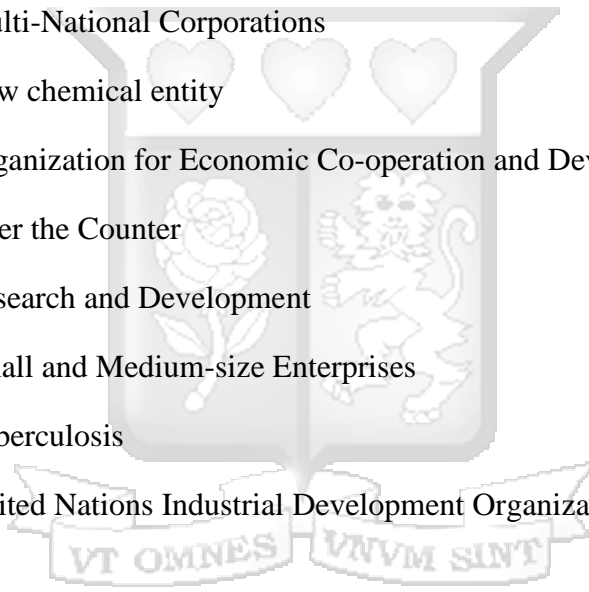 ulti-National Corporations
w chemical entity
ganization for Economic Co-operation and Dev
er the Counter
search and Development
all and Medium-size Enterprises
berculosis
ited Nations Industrial Development Organiza
VT OMNES VNVM SINT